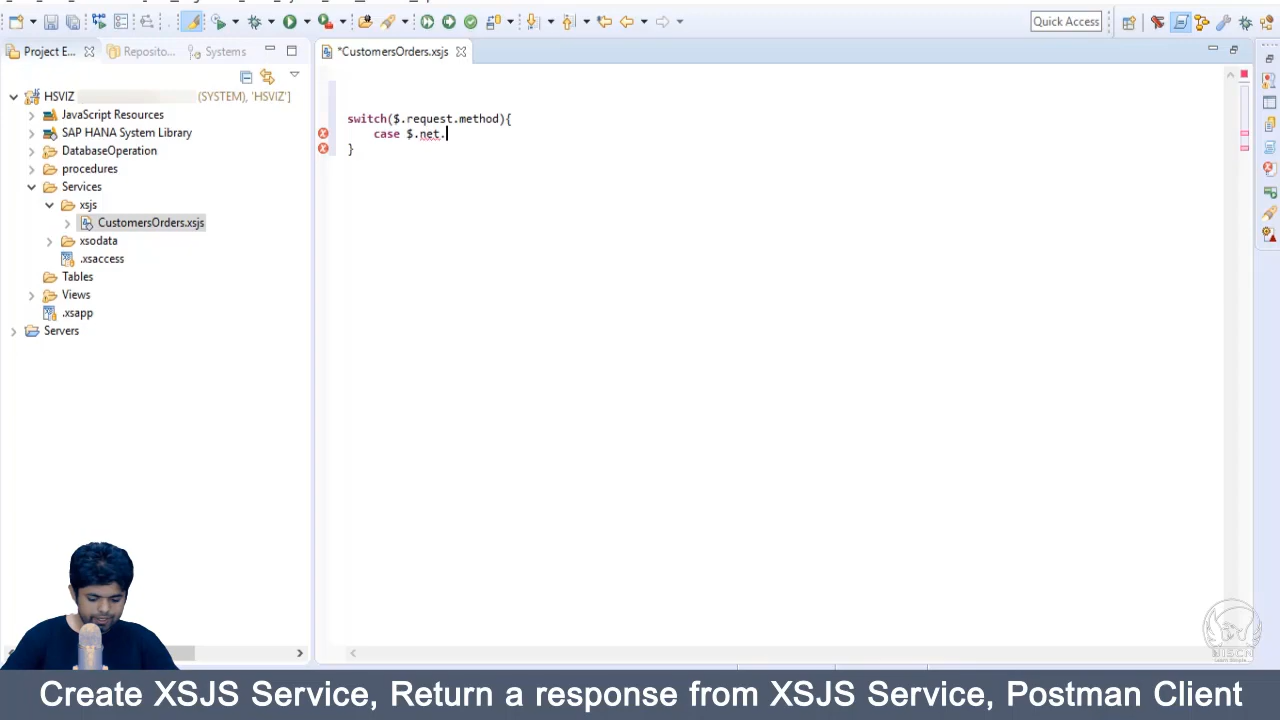 Quick Access
Project E...
Reposito...
Systems
*CustomersOrders.xsjs
HSVIZ (SYSTEM), 'HSVIZ']
JavaScript Resources
SAP HANA System Library
DatabaseOperation
procedures
Services
xsjs
CustomersOrders.xsjs
xsodata
.xsaccess
Tables
Views
.xsapp
Servers
switch($.request.method){
case $.net.
}
Create XSJS Service, Return a response from XSJS Service, Postman Client